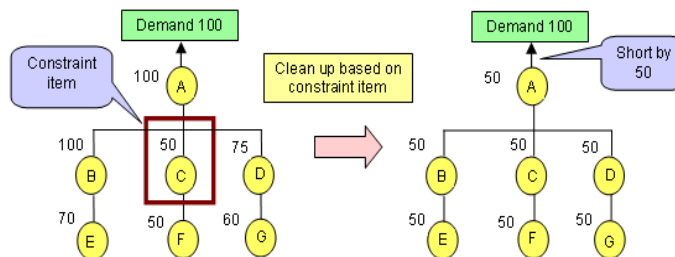 Demand 100
Constraint
item
100
A
100
50
75
B
C
D
70
50
60
E
F
G
Clean up based on
constraint item
Demand 100
Short by
50
50
A
50
50
50
B
C
D
50
50
50
E
F
G